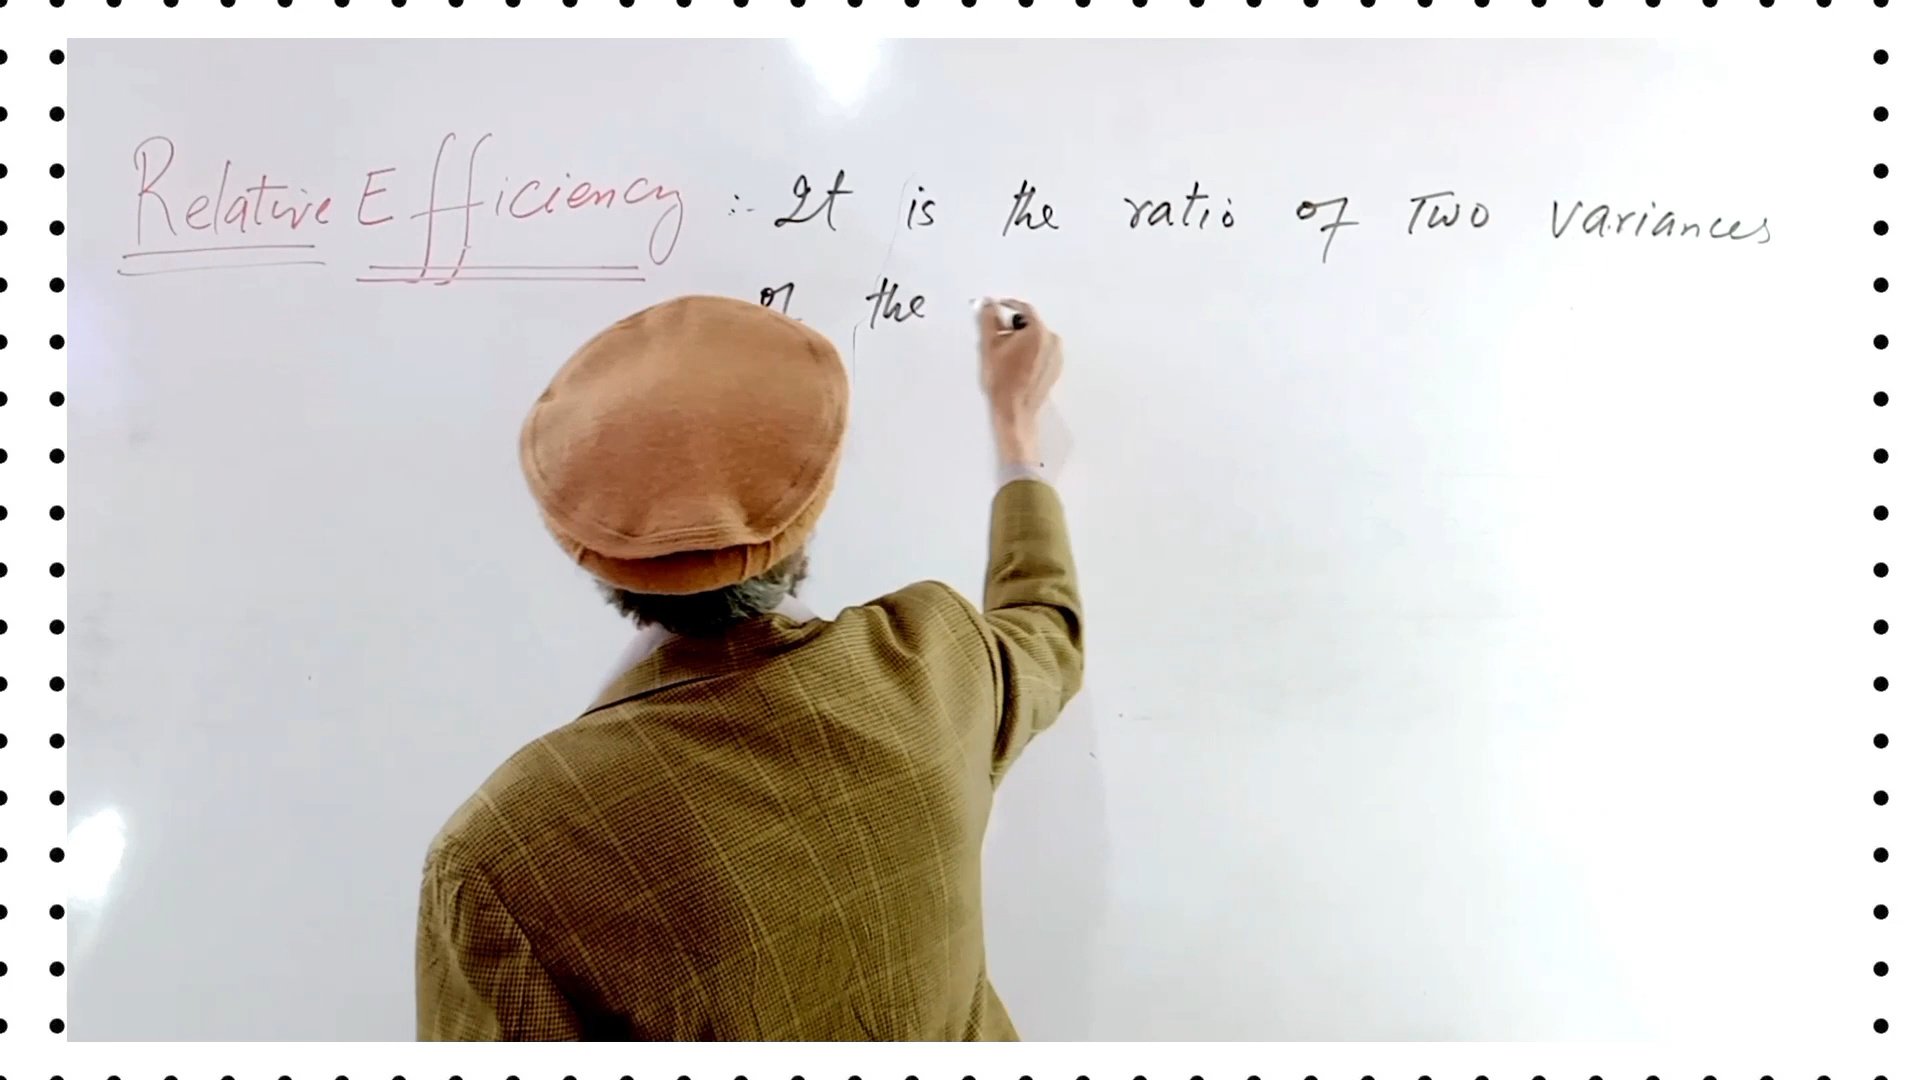 Relative Efficiency :- It is the ratio of Two Variances
of the